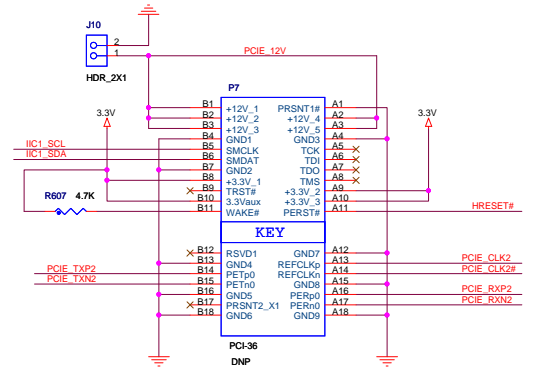 J10
2
1
PCIE_12V
HDR_2X1
P7
3.3V
3.3V
B1 +12V_1 PRSNT1# A1
B2 +12V_2 +12V_4 A2
B3 +12V_3 +12V_5 A3
B4 GND1 GND3 A4
IIC1_SCL B5 SMCLK TCK A5
IIC1_SDA B6 SMDAT TDI A6
B7 GND2 TDO A7
B8 +3.3V_1 TMS A8
B9 TRST# +3.3V_2 A9
B10 3.3Vaux +3.3V_3 A10
R607 4.7K B11 WAKE# PERST# A11 HRESET#
KEY
B12 RSVD1 GND7 A12
B13 GND4 REFCLKp A13 PCIE_CLK2
PCIE_TXP2 B14 PETp0 REFCLKn A14 PCIE_CLK2#
PCIE_TXN2 B15 PETn0 GND8 A15
B16 GND5 PERp0 A16 PCIE_RXP2
B17 PRSNT2_X1 PERn0 A17 PCIE_RXN2
B18 GND6 GND9 A18
PCI-36
DNP